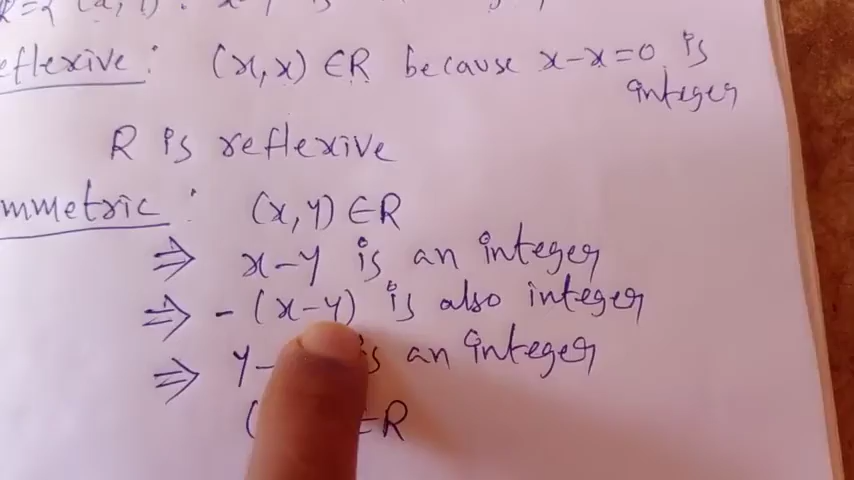 eflexive : (x, x) ∈ R because x-x=0 is
integer
R is reflexive
mmetric : (x, y) ∈ R
⇒ x-y is an integer
⇒ -(x-y) is also integer
⇒ y- is an integer
( ∈ R